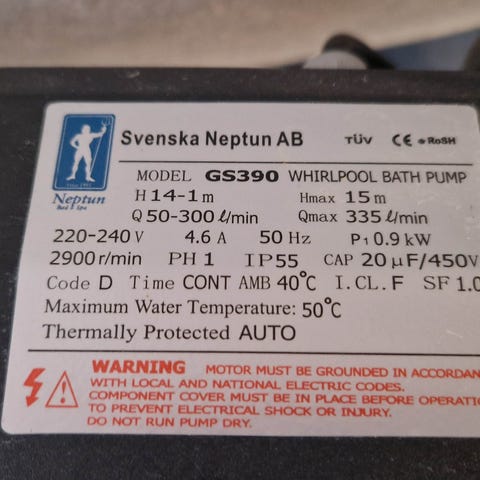 Svenska Neptun AB TÜV CE RoSH
Neptun
MODEL GS390 WHIRLPOOL BATH PUMP
H 14-1 m Hmax 15 m
Q 50-300 ℓ/min Qmax 335 ℓ/min
220-240 V 4.6 A 50 Hz P1 0.9 kW
2900 r/min PH 1 IP55 CAP 20 µF/450V
Code D Time CONT AMB 40°C I.CL.F SF 1.0
Maximum Water Temperature: 50°C
Thermally Protected AUTO
WARNING MOTOR MUST BE GROUNDED IN ACCORDAN
WITH LOCAL AND NATIONAL ELECTRIC CODES.
COMPONENT COVER MUST BE IN PLACE BEFORE OPERATI
TO PREVENT ELECTRICAL SHOCK OR INJURY.
DO NOT RUN PUMP DRY.